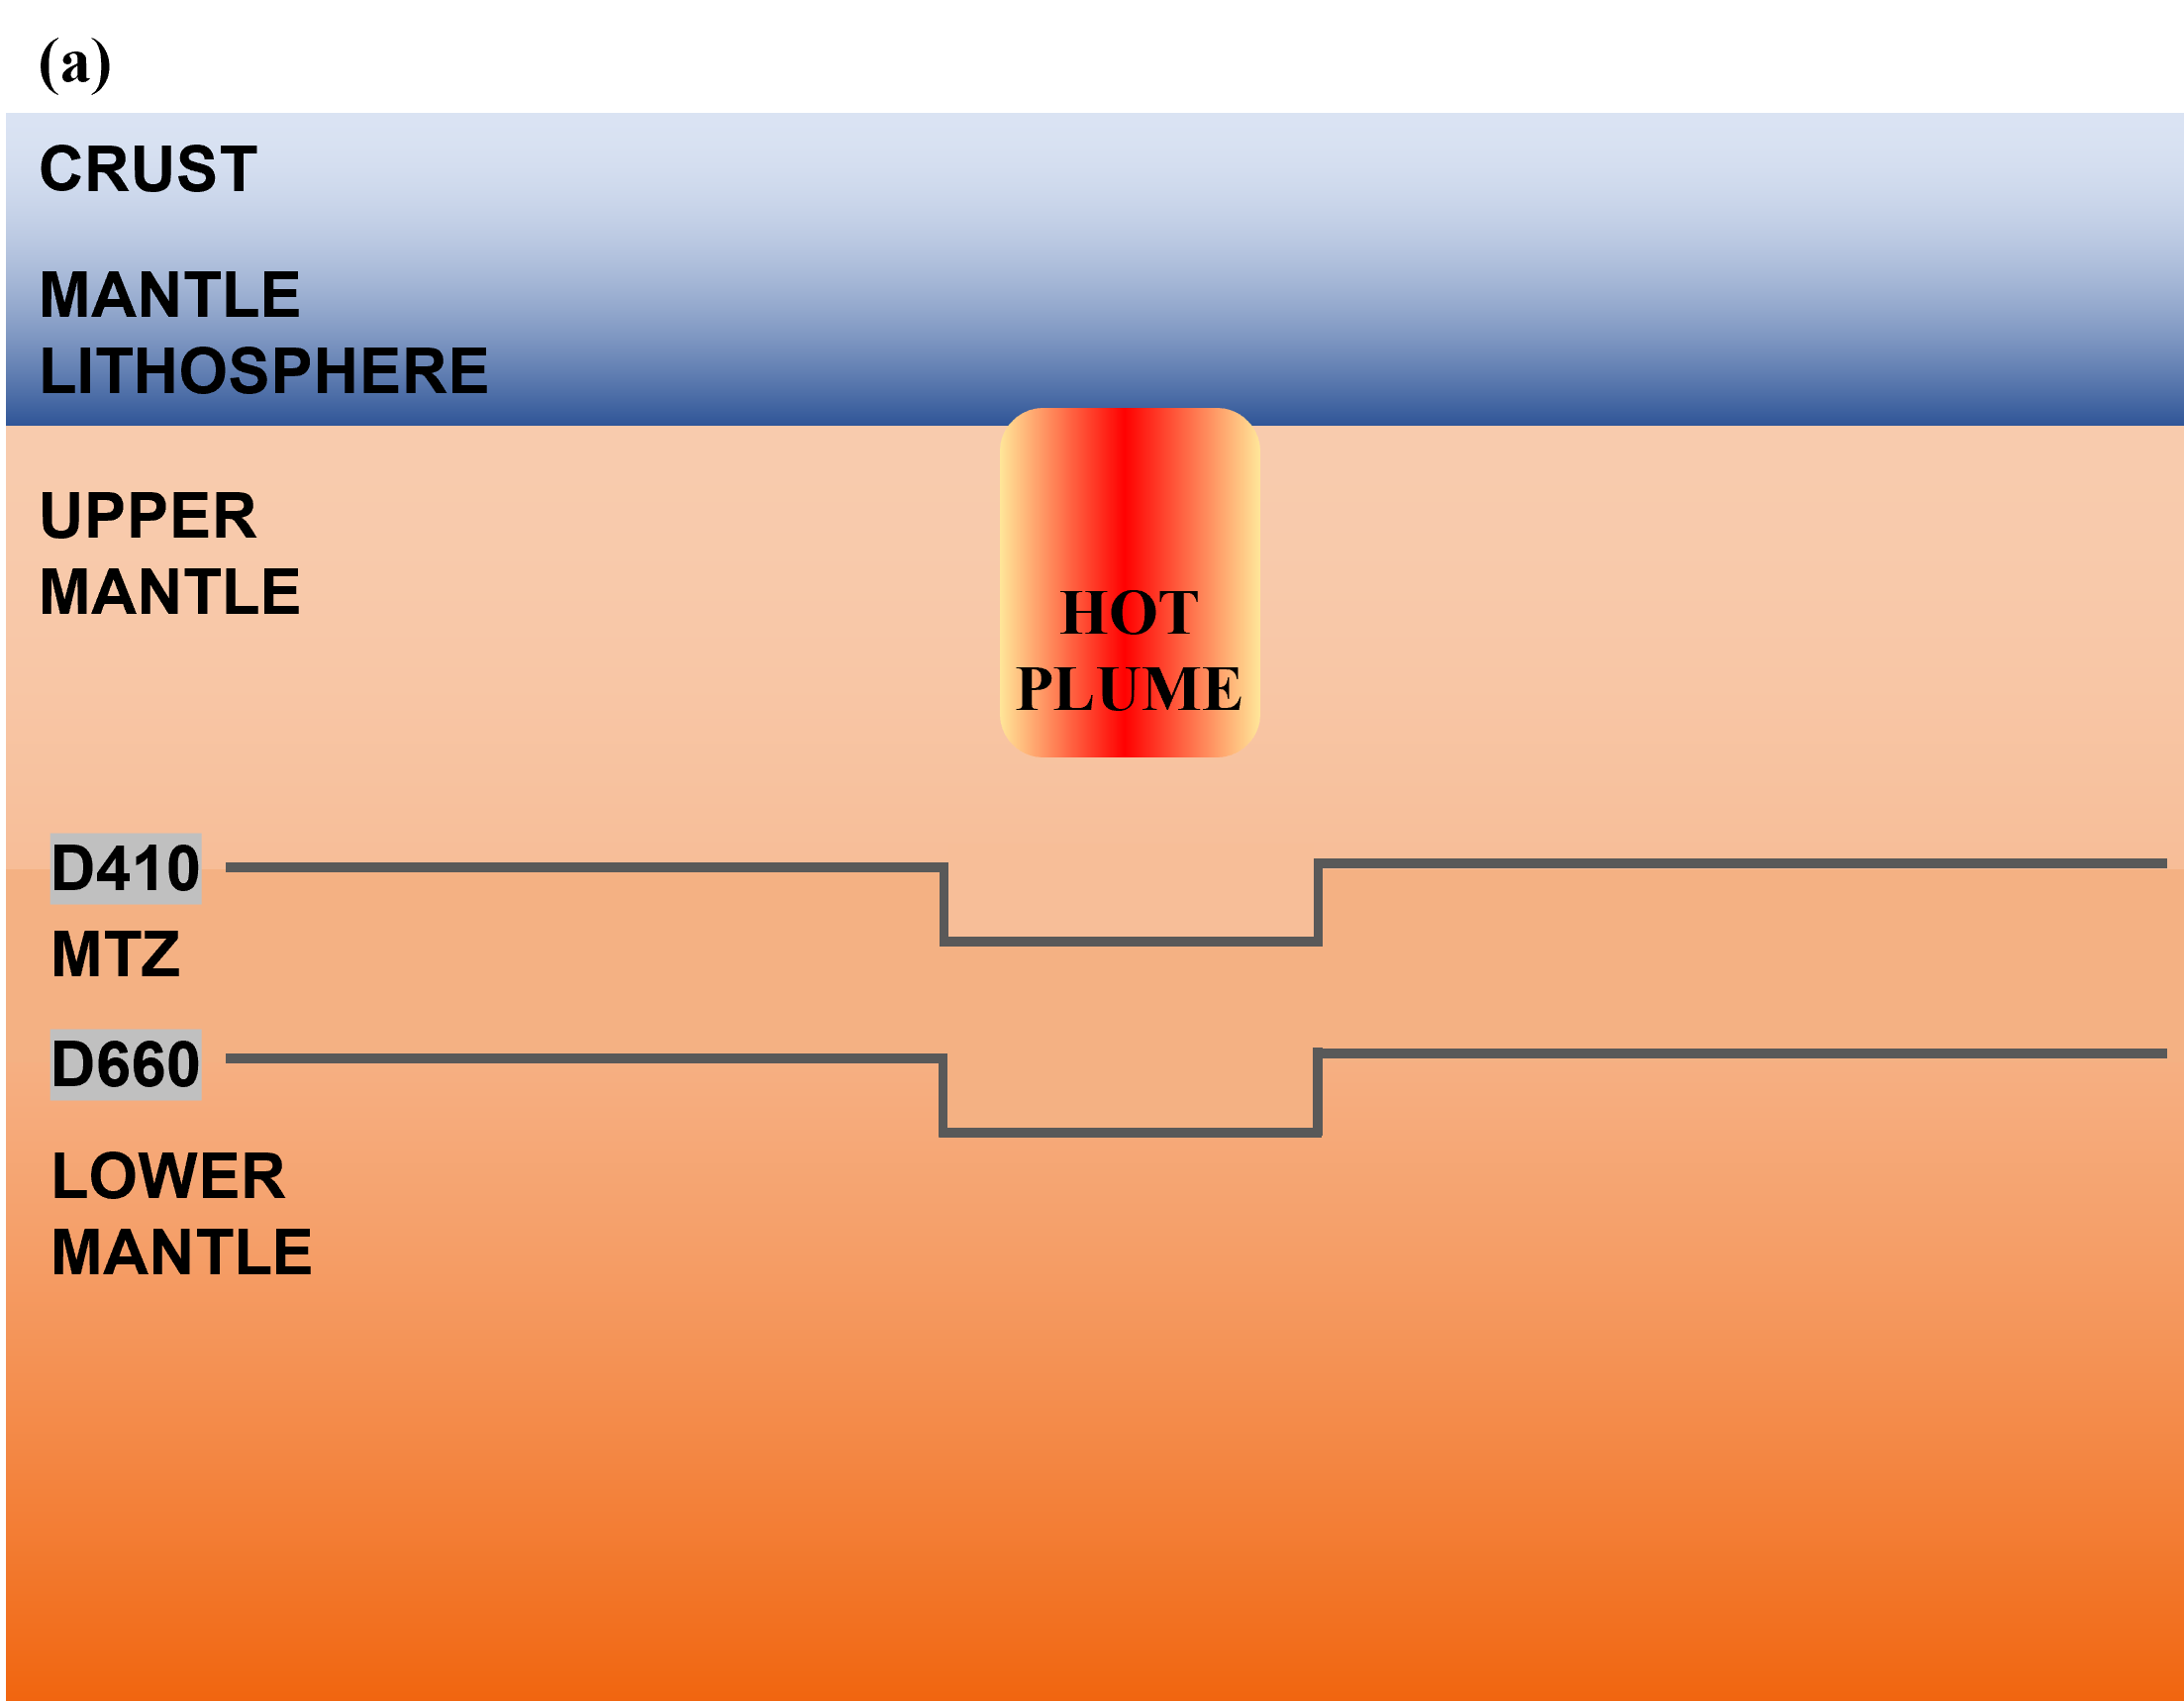 (a)
CRUST
MANTLE
LITHOSPHERE
UPPER
MANTLE
HOT
PLUME
D410
MTZ
D660
LOWER
MANTLE